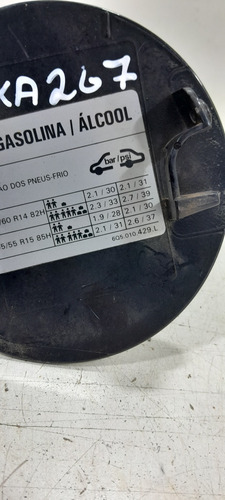 XA267
GASOLINA / ÁLCOOL
ÃO DOS PNEUS-FRIO
bar/psi
/60 R14 82H 2.1 / 30 2.1 / 31
2.3 / 33 2.7 / 39
5/55 R15 85H 1.9 / 28 2.1 / 30
2.1 / 31 2.6 / 37
6Q5.010.429.L